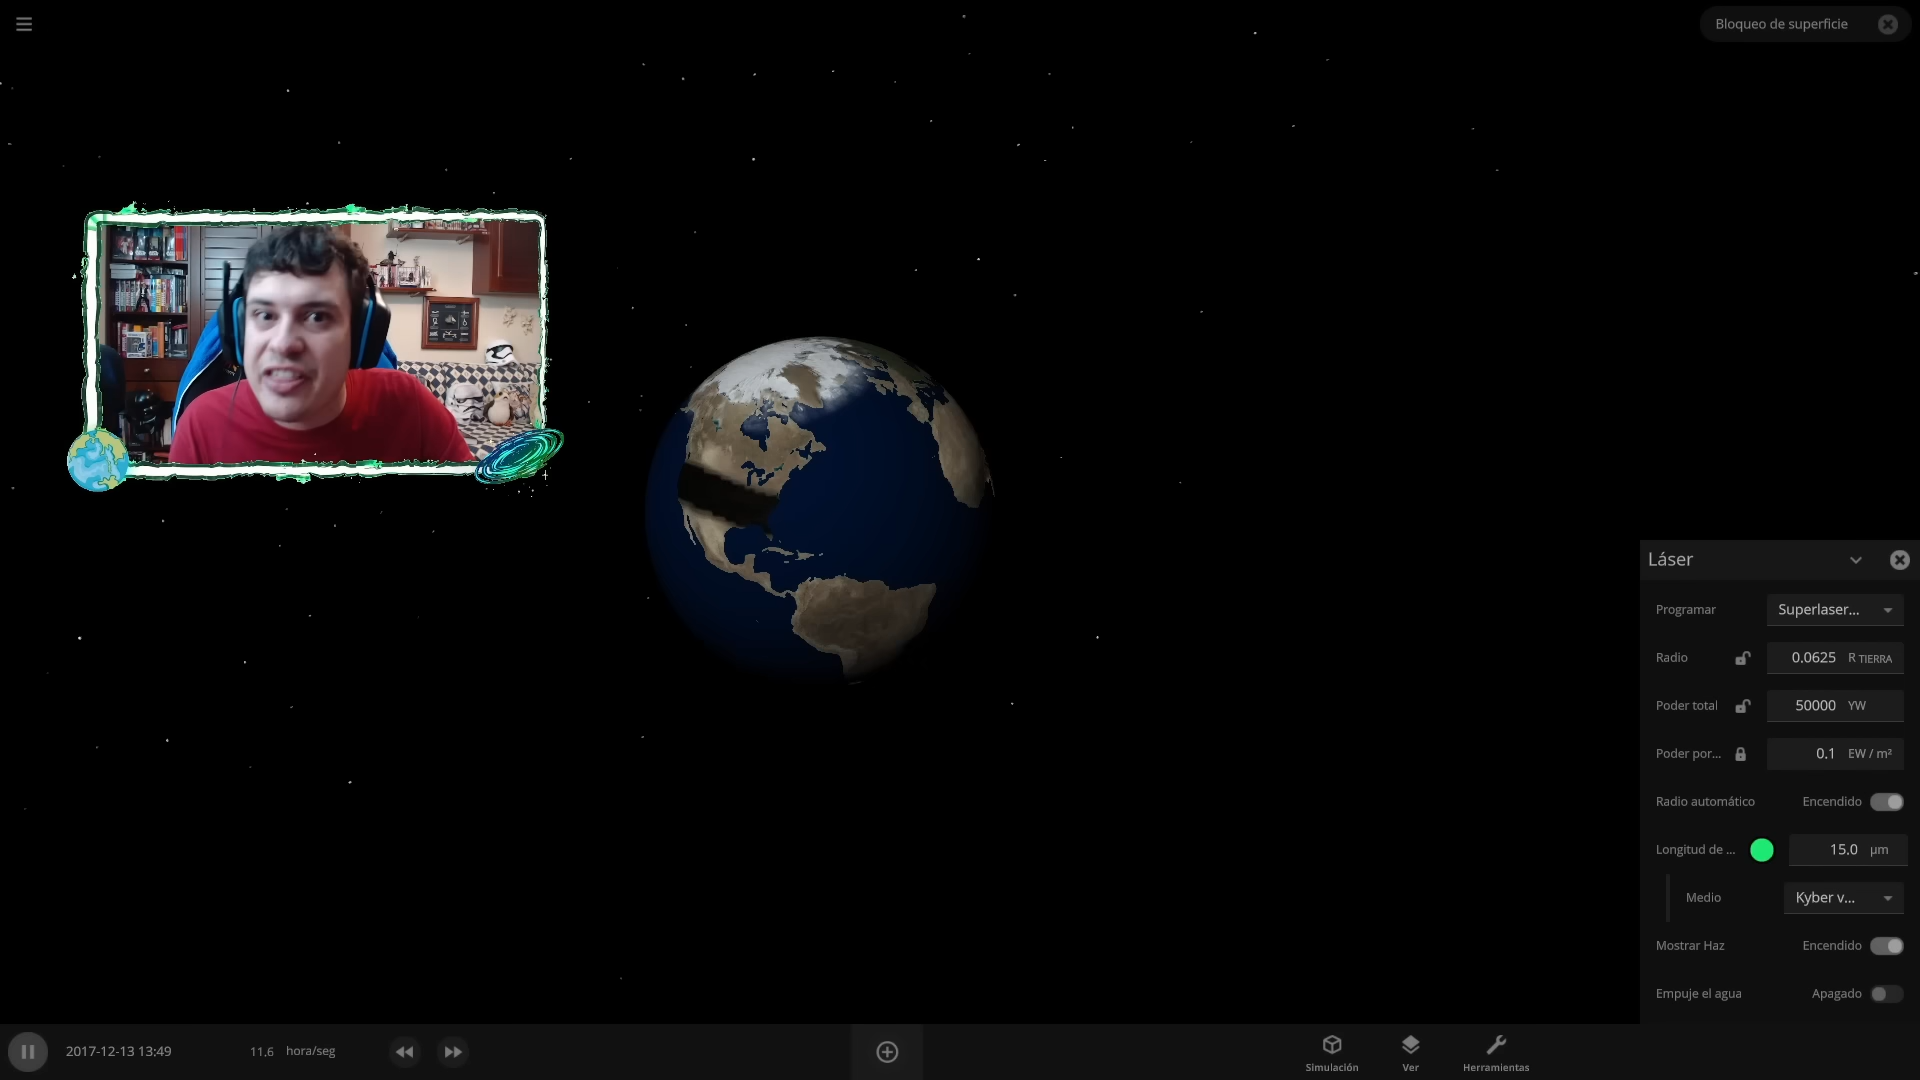 Bloqueo de superficie
Láser
Programar Superlaser...
Radio 0.0625 R TIERRA
Poder total 50000 YW
Poder por... 0.1 EW / m²
Radio automático Encendido
Longitud de ... 15.0 µm
Medio Kyber v...
Mostrar Haz Encendido
Empuje el agua Apagado
2017-12-13 13:49 11.6 hora/seg
Simulación Ver Herramientas